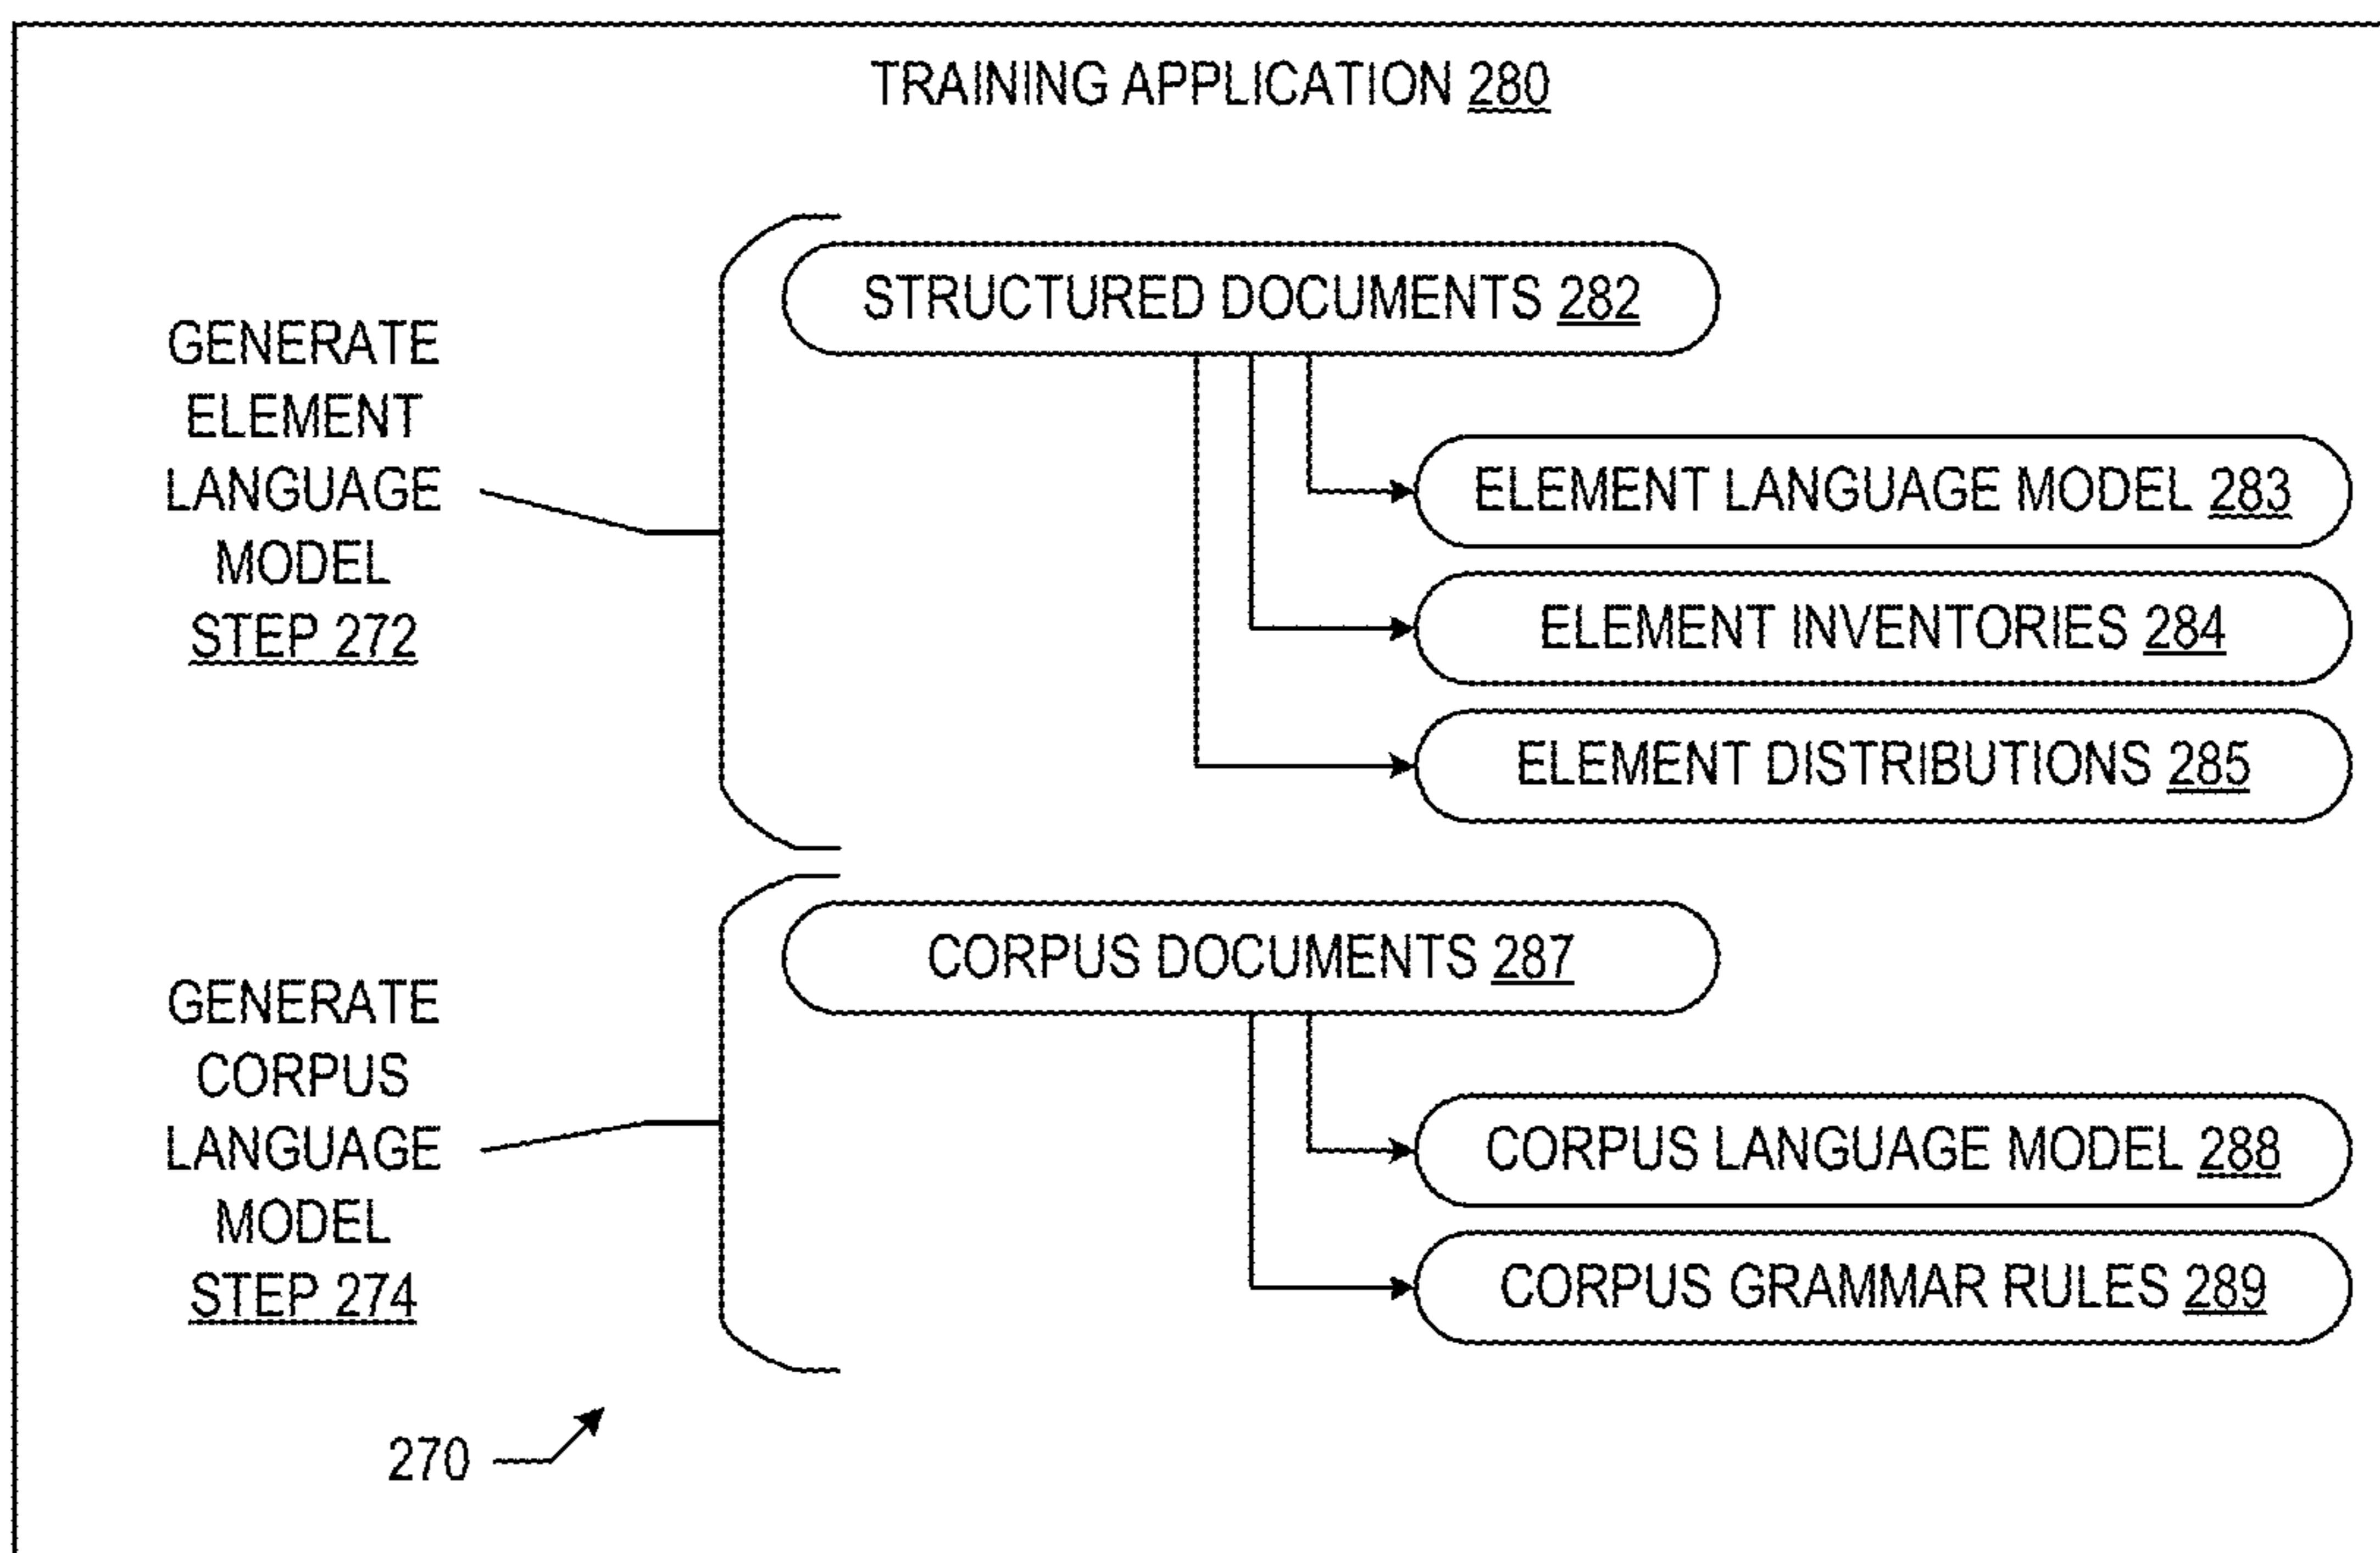 TRAINING APPLICATION 280
GENERATE
ELEMENT
LANGUAGE
MODEL
STEP 272
STRUCTURED DOCUMENTS 282
ELEMENT LANGUAGE MODEL 283
ELEMENT INVENTORIES 284
ELEMENT DISTRIBUTIONS 285
GENERATE
CORPUS
LANGUAGE
MODEL
STEP 274
CORPUS DOCUMENTS 287
CORPUS LANGUAGE MODEL 288
CORPUS GRAMMAR RULES 289
270